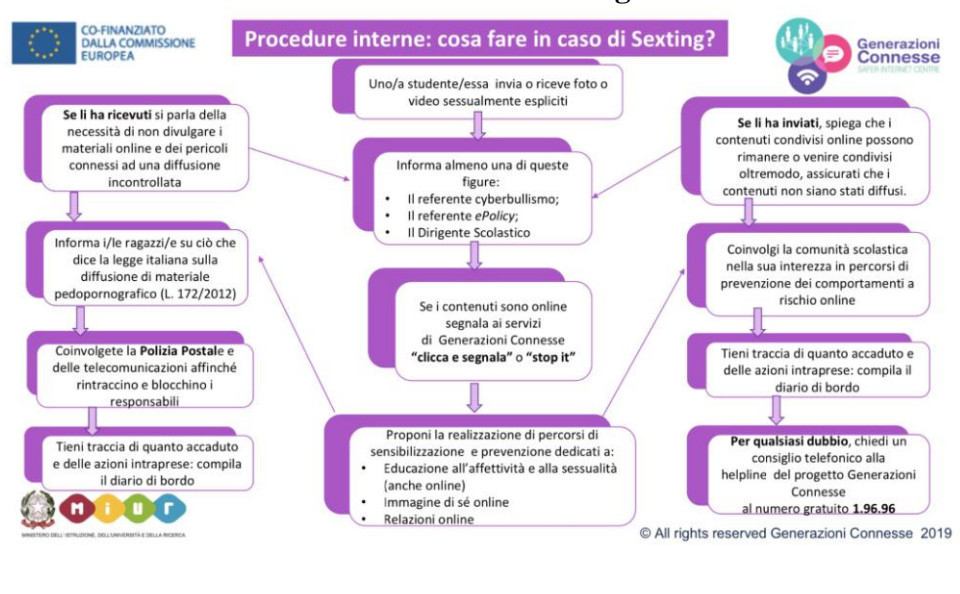 CO-FINANZIATO
DALLA COMMISSIONE
EUROPEA
Procedure interne: cosa fare in caso di Sexting?
Generazioni
Connesse
SAFER INTERNET CENTRE
Uno/a studente/essa invia o riceve foto o
video sessualmente espliciti
Se li ha ricevuti si parla della
necessità di non divulgare i
materiali online e dei pericoli
connessi ad una diffusione
incontrollata
Informa i/le ragazzi/e su ciò che
dice la legge italiana sulla
diffusione di materiale
pedopornografico (L. 172/2012)
Coinvolgete la Polizia Postale e
delle telecomunicazioni affinché
rintraccino e blocchino i
responsabili
Tieni traccia di quanto accaduto
e delle azioni intraprese: compila
il diario di bordo
Informa almeno una di queste
figure:
• Il referente cyberbullismo;
• Il referente ePolicy;
• Il Dirigente Scolastico
Se i contenuti sono online
segnala ai servizi
di Generazioni Connesse
“clicca e segnala” o “stop it”
Proponi la realizzazione di percorsi di
sensibilizzazione e prevenzione dedicati a:
• Educazione all’affettività e alla sessualità
(anche online)
• Immagine di sé online
• Relazioni online
Se li ha inviati, spiega che i
contenuti condivisi online possono
rimanere o venire condivisi
oltremodo, assicurati che i
contenuti non siano stati diffusi.
Coinvolgi la comunità scolastica
nella sua interezza in percorsi di
prevenzione dei comportamenti a
rischio online
Tieni traccia di quanto accaduto e
delle azioni intraprese: compila il
diario di bordo
Per qualsiasi dubbio, chiedi un
consiglio telefonico alla
helpline del progetto Generazioni
Connesse
al numero gratuito 1.96.96
MIUR
MINISTERO DELL' ISTRUZIONE, DELL'UNIVERSITÀ E DELLA RICERCA
© All rights reserved Generazioni Connesse 2019